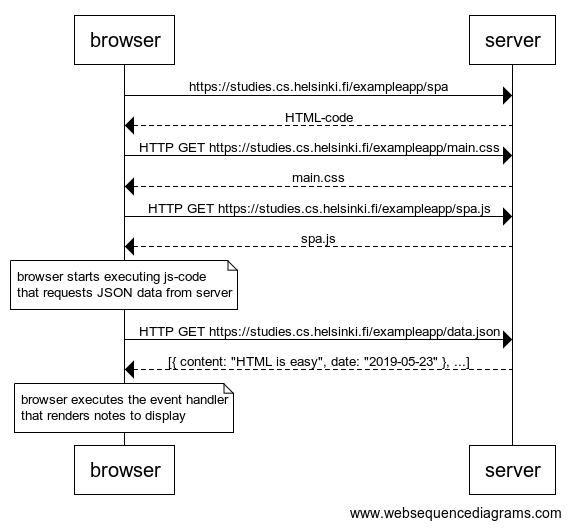 browser server
https://studies.cs.helsinki.fi/exampleapp/spa
HTML-code
HTTP GET https://studies.cs.helsinki.fi/exampleapp/main.css
main.css
HTTP GET https://studies.cs.helsinki.fi/exampleapp/spa.js
spa.js
browser starts executing js-code
that requests JSON data from server
HTTP GET https://studies.cs.helsinki.fi/exampleapp/data.json
[{ content: "HTML is easy", date: "2019-05-23" }, ...]
browser executes the event handler
that renders notes to display
browser server
www.websequencediagrams.com